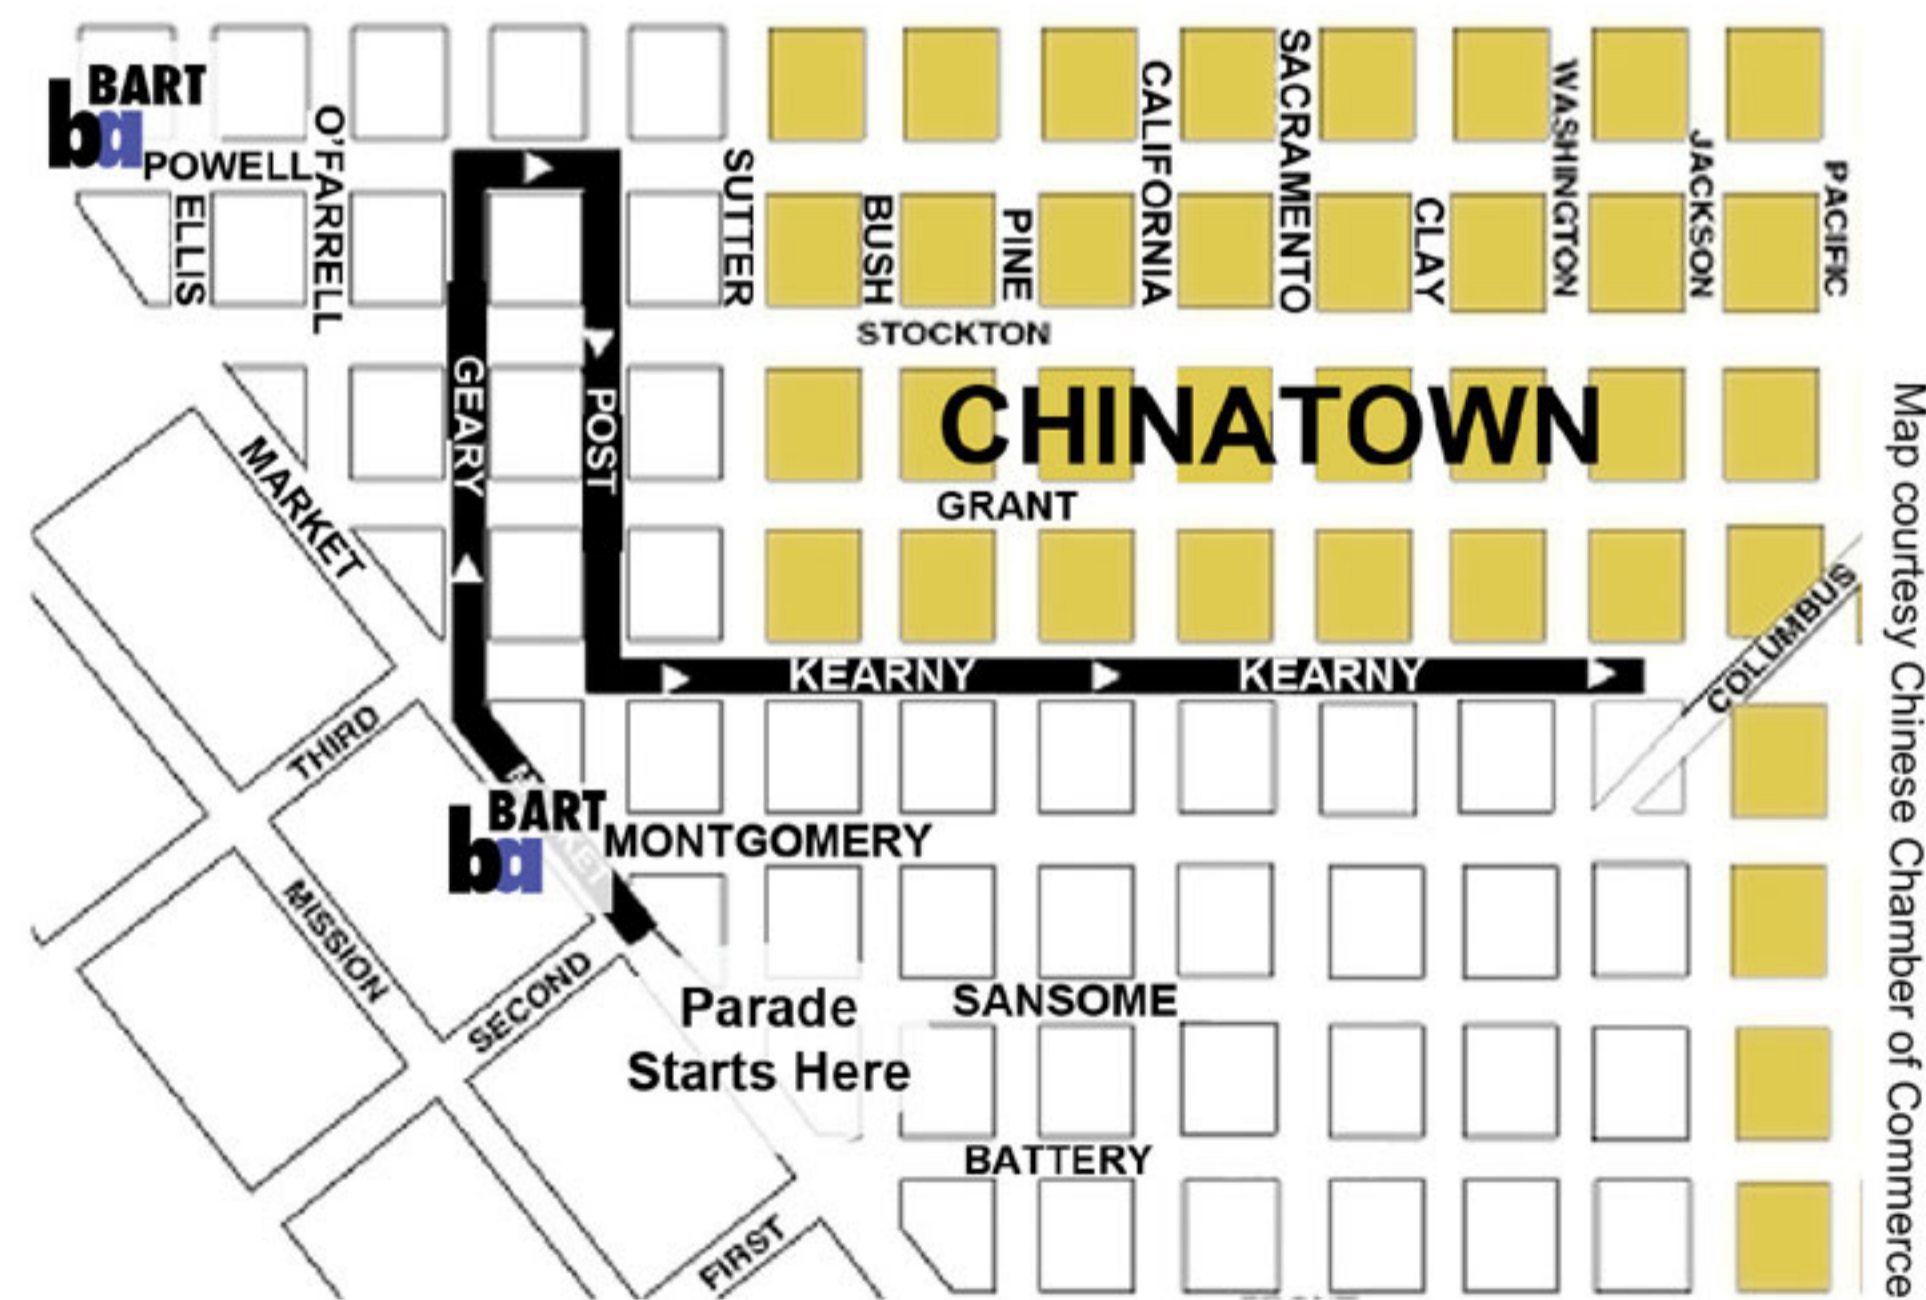 BART
ba
POWELL
O'FARRELL
ELLIS
SUTTER
BUSH
PINE
CALIFORNIA
SACRAMENTO
CLAY
WASHINGTON
JACKSON
PACIFIC
STOCKTON
CHINATOWN
GRANT
GEARY
POST
MARKET
KEARNY
KEARNY
COLUMBUS
THIRD
BART
ba
MONTGOMERY
MISSION
SECOND
Parade
Starts Here
SANSOME
BATTERY
FIRST
Map courtesy Chinese Chamber of Commerce